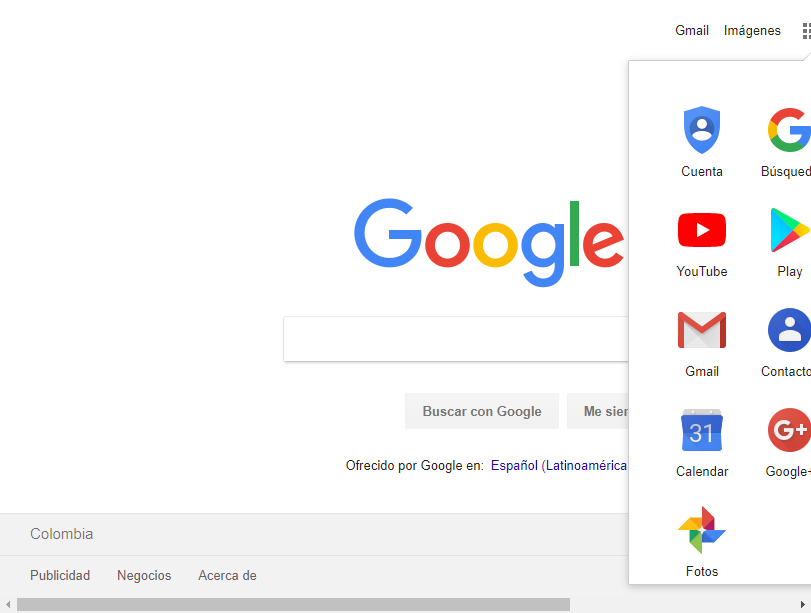 Gmail Imágenes
Cuenta Búsqued
YouTube Play
Gmail Contacto
31 G+
Calendar Google+
Fotos
Google
Buscar con Google Me sien
Ofrecido por Google en: Español (Latinoamérica
Colombia
Publicidad Negocios Acerca de